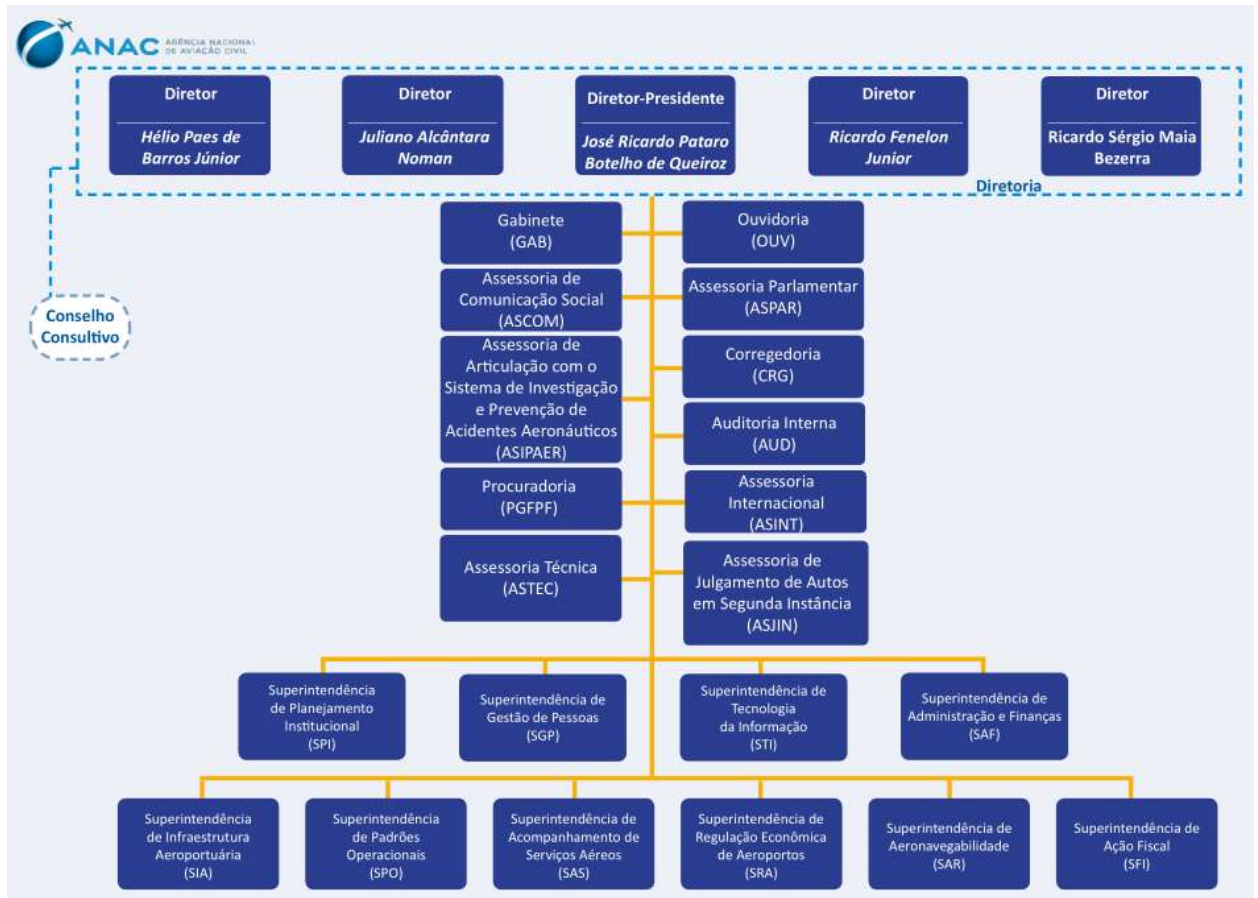 ANAC AGÊNCIA NACIONAL
DE AVIAÇÃO CIVIL
Diretor
Hélio Paes de
Barros Júnior
Diretor
Juliano Alcântara
Noman
Diretor-Presidente
José Ricardo Pataro
Botelho de Queiroz
Diretor
Ricardo Fenelon
Junior
Diretor
Ricardo Sérgio Maia
Bezerra
Diretoria
Conselho
Consultivo
Gabinete
(GAB)
Ouvidoria
(OUV)
Assessoria de
Comunicação Social
(ASCOM)
Assessoria Parlamentar
(ASPAR)
Assessoria de
Articulação com o
Sistema de Investigação
e Prevenção de
Acidentes Aeronáuticos
(ASIPAER)
Corregedoria
(CRG)
Auditoria Interna
(AUD)
Procuradoria
(PGFPF)
Assessoria
Internacional
(ASINT)
Assessoria Técnica
(ASTEC)
Assessoria de
Julgamento de Autos
em Segunda Instância
(ASJIN)
Superintendência
de Planejamento
Institucional
(SPI)
Superintendência de
Gestão de Pessoas
(SGP)
Superintendência de
Tecnologia
da Informação
(STI)
Superintendência de
Administração e Finanças
(SAF)
Superintendência
de Infraestrutura
Aeroportuária
(SIA)
Superintendência
de Padrões
Operacionais
(SPO)
Superintendência de
Acompanhamento de
Serviços Aéreos
(SAS)
Superintendência de
Regulação Econômica
de Aeroportos
(SRA)
Superintendência de
Aeronavegabilidade
(SAR)
Superintendência de
Ação Fiscal
(SFI)